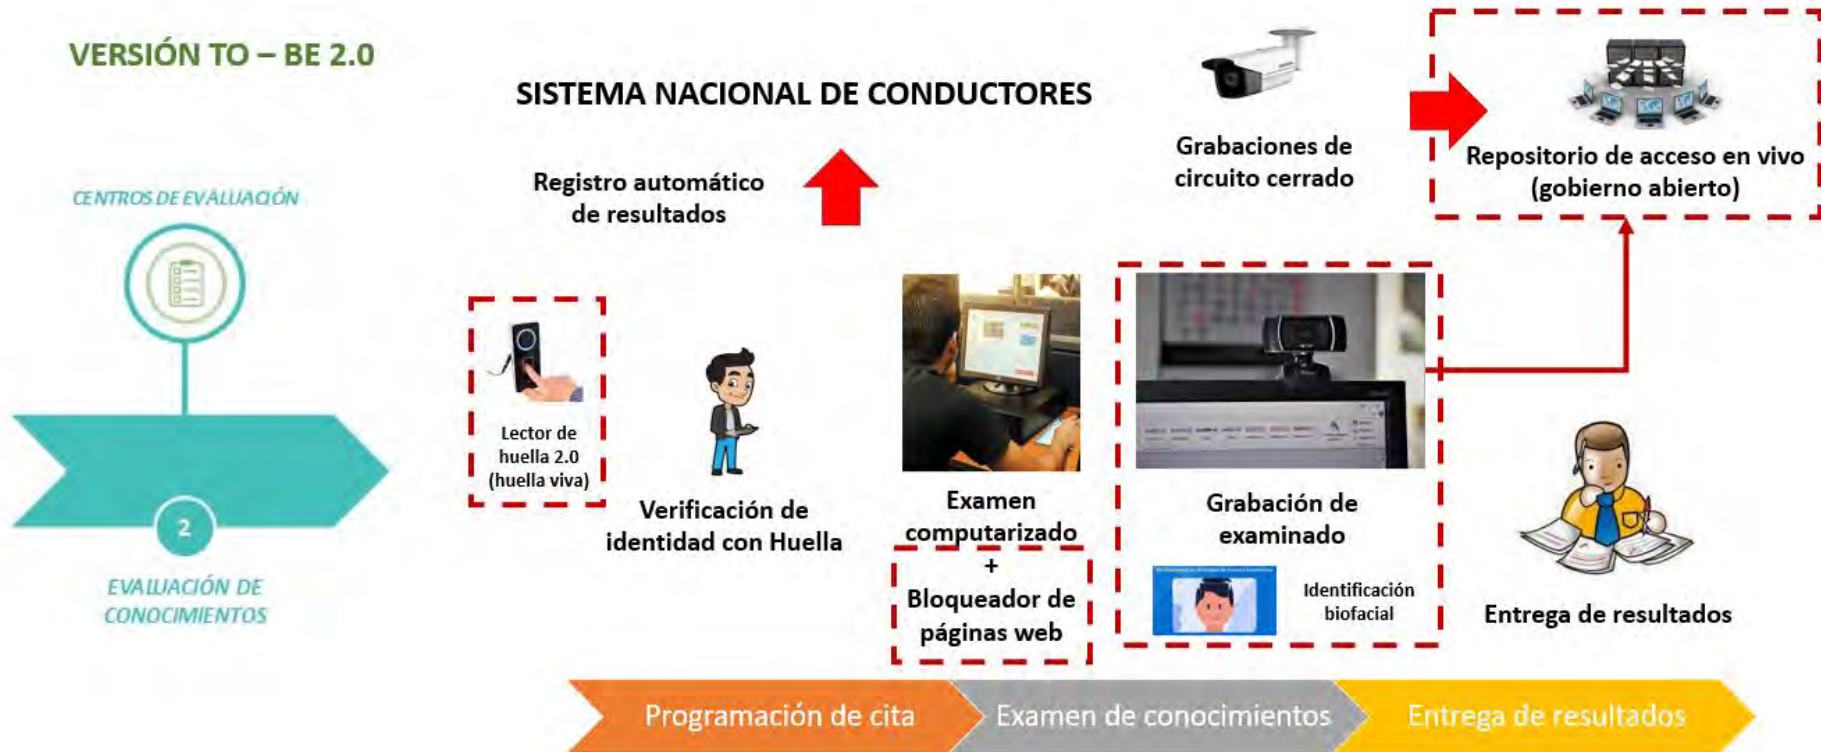 VERSIÓN TO – BE 2.0
SISTEMA NACIONAL DE CONDUCTORES
Registro automático
de resultados
Grabaciones de
circuito cerrado
Repositorio de acceso en vivo
(gobierno abierto)
CENTROS DE EVALUACIÓN
2
EVALUACIÓN DE
CONOCIMIENTOS
Lector de
huella 2.0
(huella viva)
Verificación de
identidad con Huella
Examen
computarizado
+
Bloqueador de
páginas web
Grabación de
examinado
Identificación
biofacial
Entrega de resultados
Programación de cita
Examen de conocimientos
Entrega de resultados